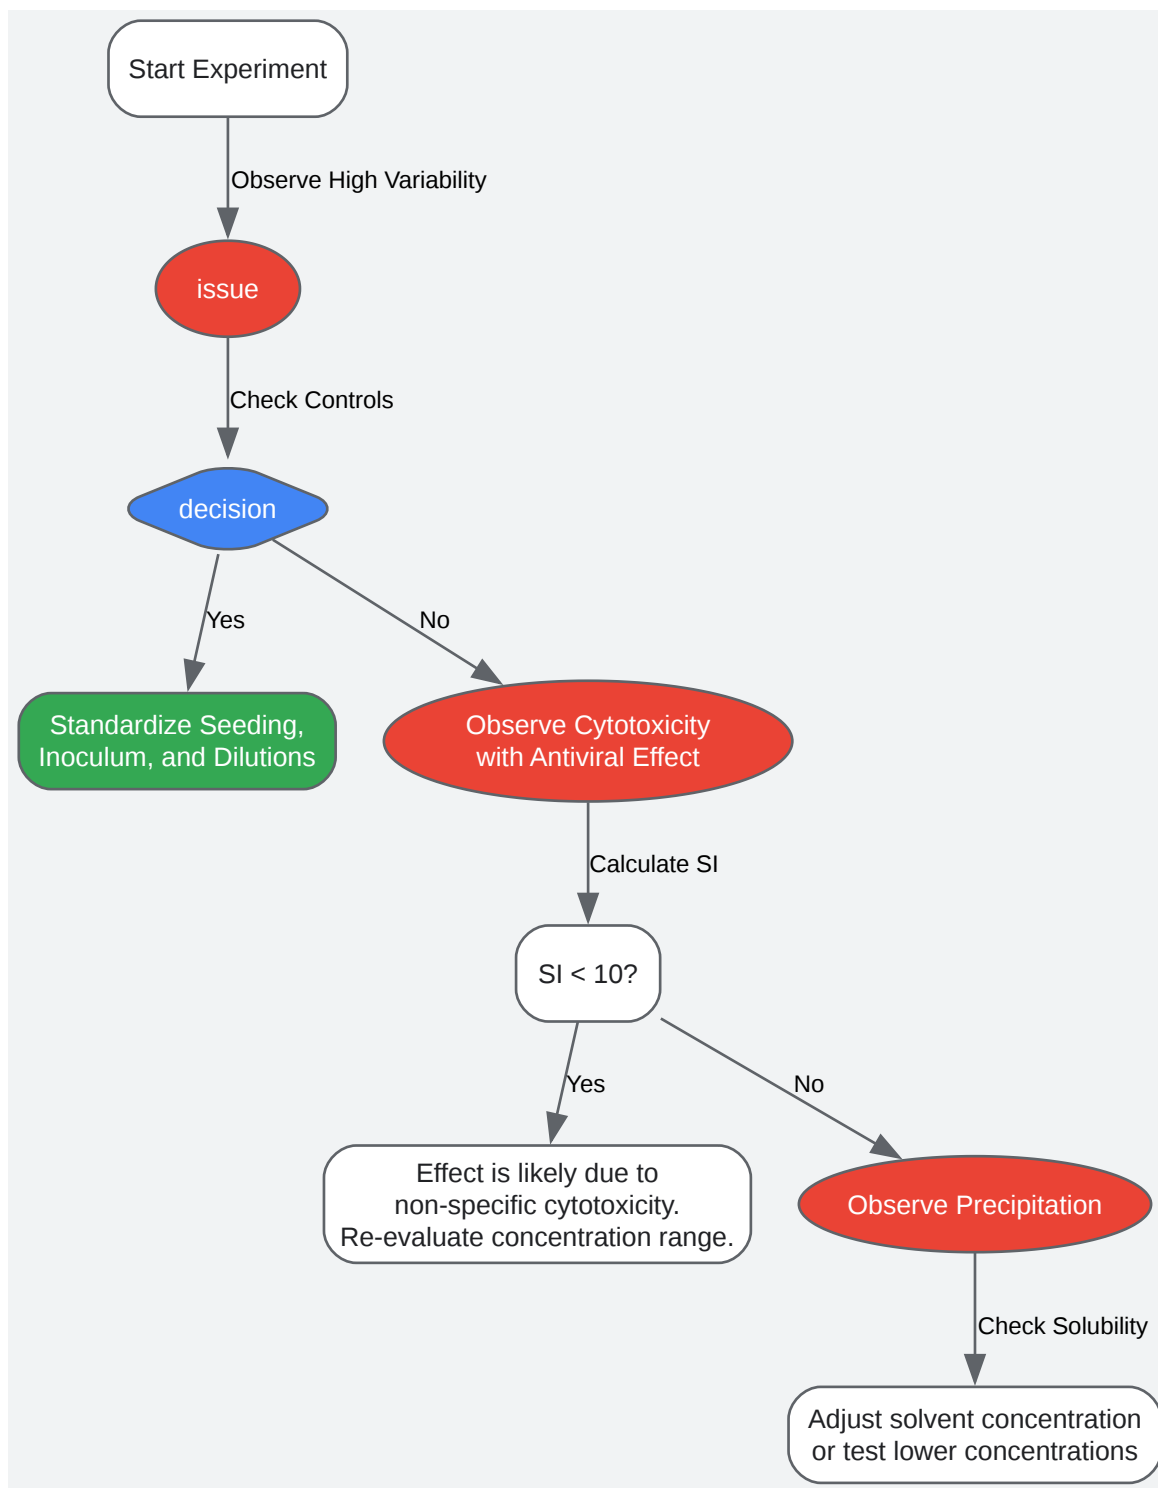 Start Experiment
Observe High Variability
issue
Check Controls
decision
Yes
No
Standardize Seeding,
Inoculum, and Dilutions
Observe Cytotoxicity
with Antiviral Effect
Calculate SI
SI < 10?
Yes
No
Effect is likely due to
non-specific cytotoxicity.
Re-evaluate concentration range.
Observe Precipitation
Check Solubility
Adjust solvent concentration
or test lower concentrations